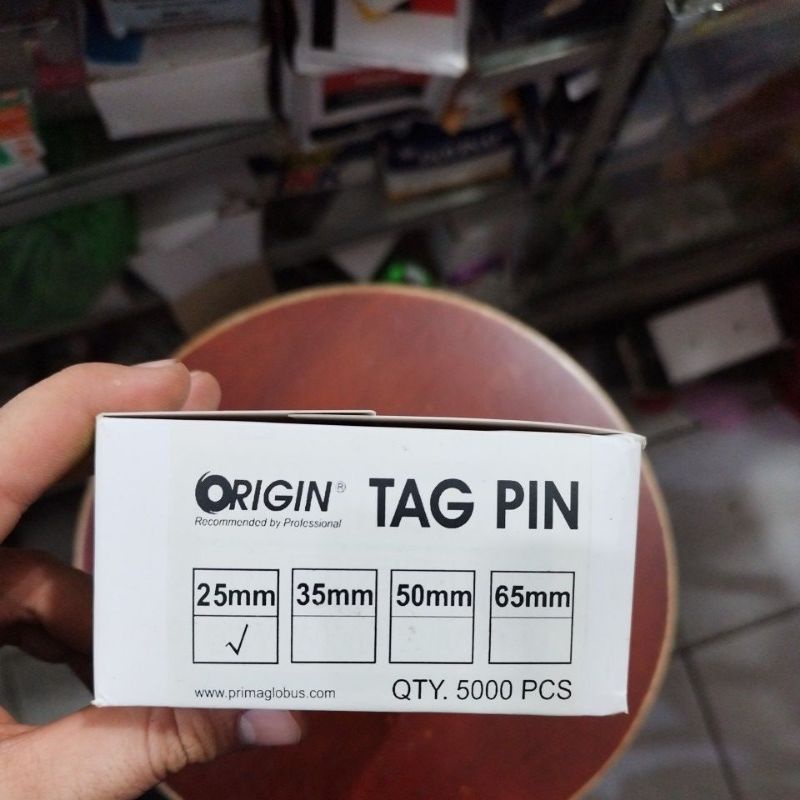 ORIGIN® TAG PIN
Recommended by Professional
25mm 35mm 50mm 65mm
√
www.primaglobus.com QTY. 5000 PCS